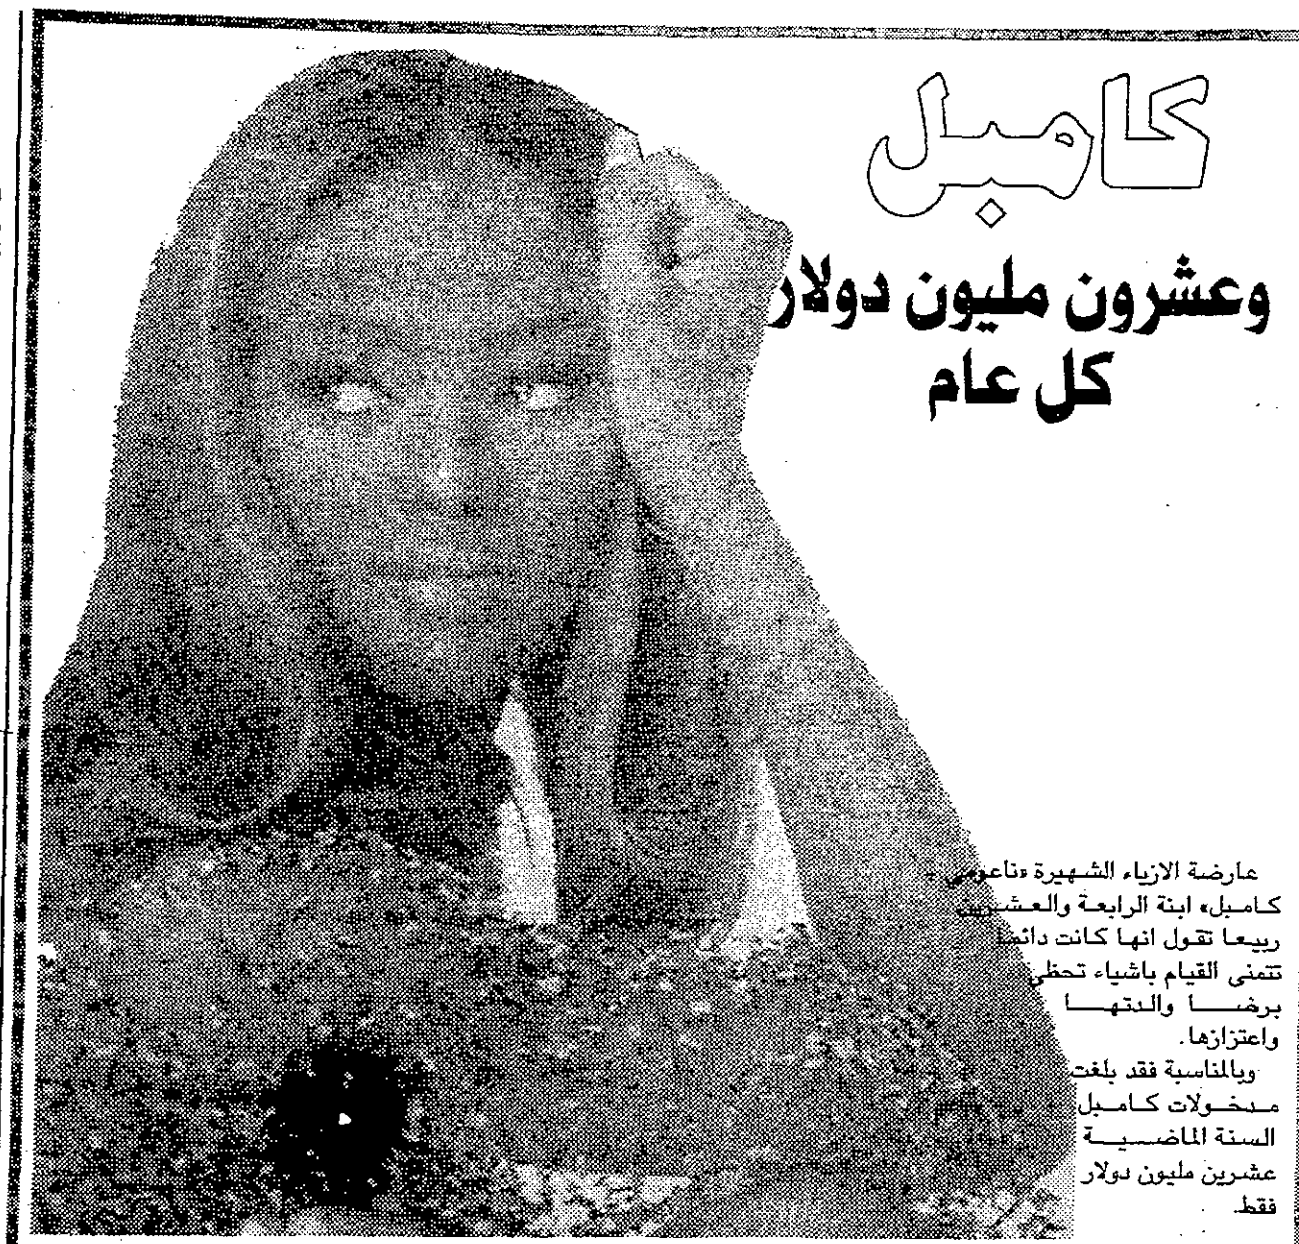 كامبل
وعشرون مليون دولار
كل عام
عارضة الازياء الشهيرة «ناعومي -
كامبل» ابنة الرابعة والعشرين
ربيعا تقول انها كانت دائما
تتمنى القيام باشياء تحظى
برضا والدتها
واعتزازها.
وبالمناسبة فقد بلغت
مدخولات كامبل
السنة الماضية
عشرين مليون دولار
فقط.